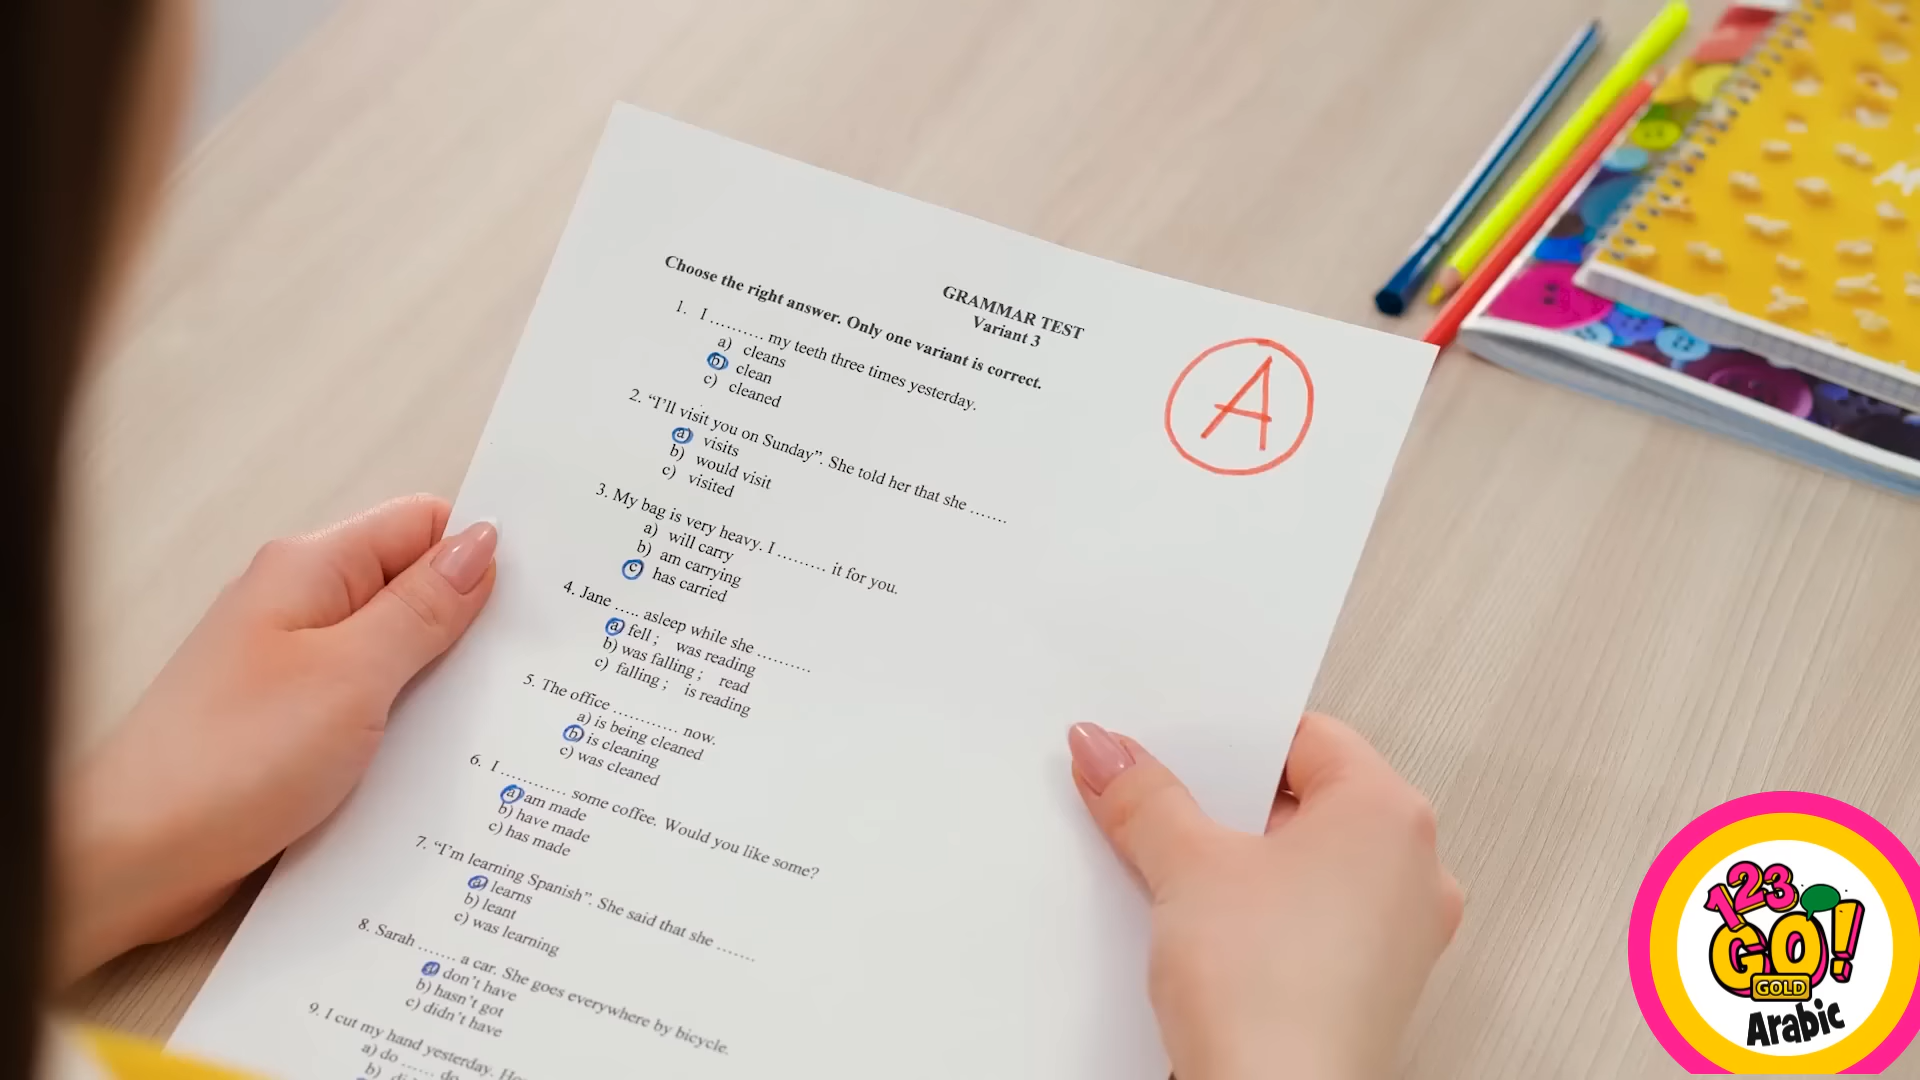 GRAMMAR TEST
Variant 3
Choose the right answer. Only one variant is correct.
1. I .......... my teeth three times yesterday.
a) cleans
b) clean
c) cleaned
2. “I’ll visit you on Sunday”. She told her that she .......
a) visits
b) would visit
c) visited
3. My bag is very heavy. I ......... it for you.
a) will carry
b) am carrying
c) has carried
4. Jane ..... asleep while she ..........
a) fell ; was reading
b) was falling ; read
c) falling ; is reading
5. The office ............ now.
a) is being cleaned
b) is cleaning
c) was cleaned
6. I ............ some coffee. Would you like some?
a) am made
b) have made
c) has made
7. “I’m learning Spanish”. She said that she .......
a) learns
b) leant
c) was learning
8. Sarah ....... a car. She goes everywhere by bicycle.
a) don’t have
b) hasn’t got
c) didn’t have
9. I cut my hand yesterday.
a) do ...... do
b)
A
123
GO!
GOLD
Arabic